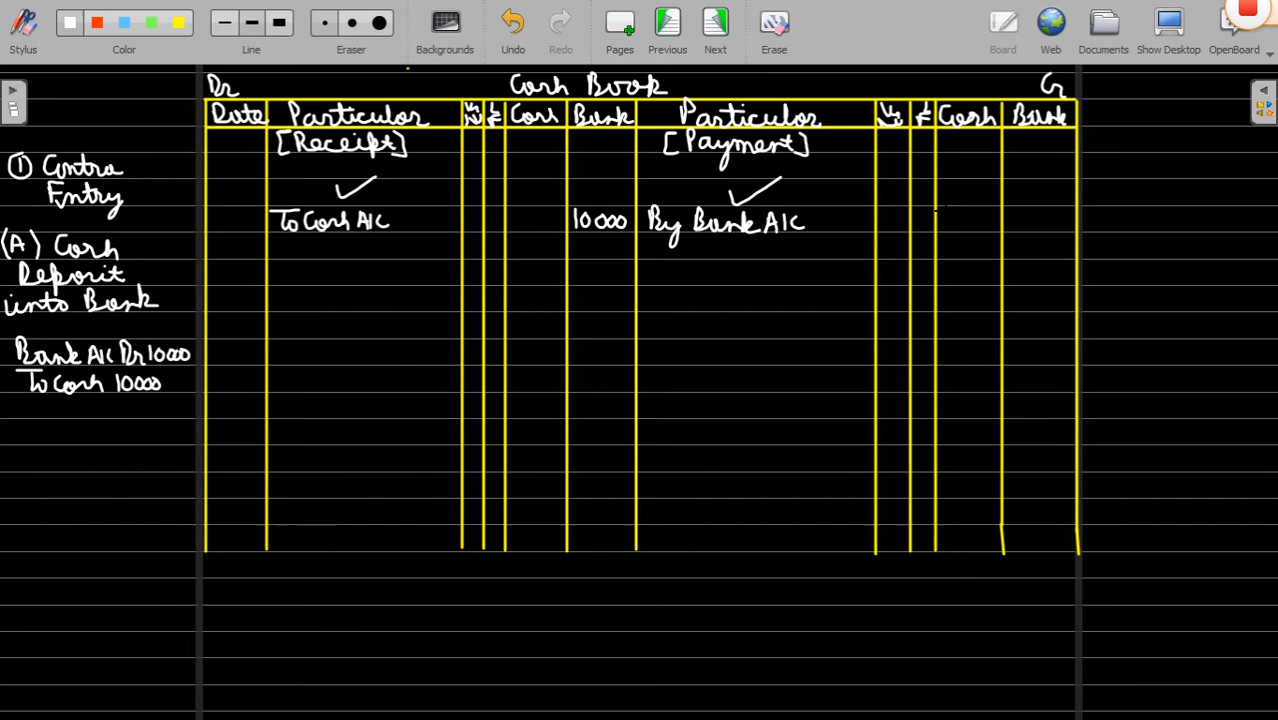 Stylus Color Line Eraser Backgrounds Undo Redo Pages Previous Next Erase Board Web Documents Show Desktop OpenBoard
Dr Cash Book Cr
Date Particular L/F Cash Bank Particular L/F Cash Bank
[Receipt] [Payment]
① Contra
Entry
To Cash A/C 10000 By Bank A/C
(A) Cash
Deposit
into Bank
Bank A/C Dr 10000
To Cash 10000